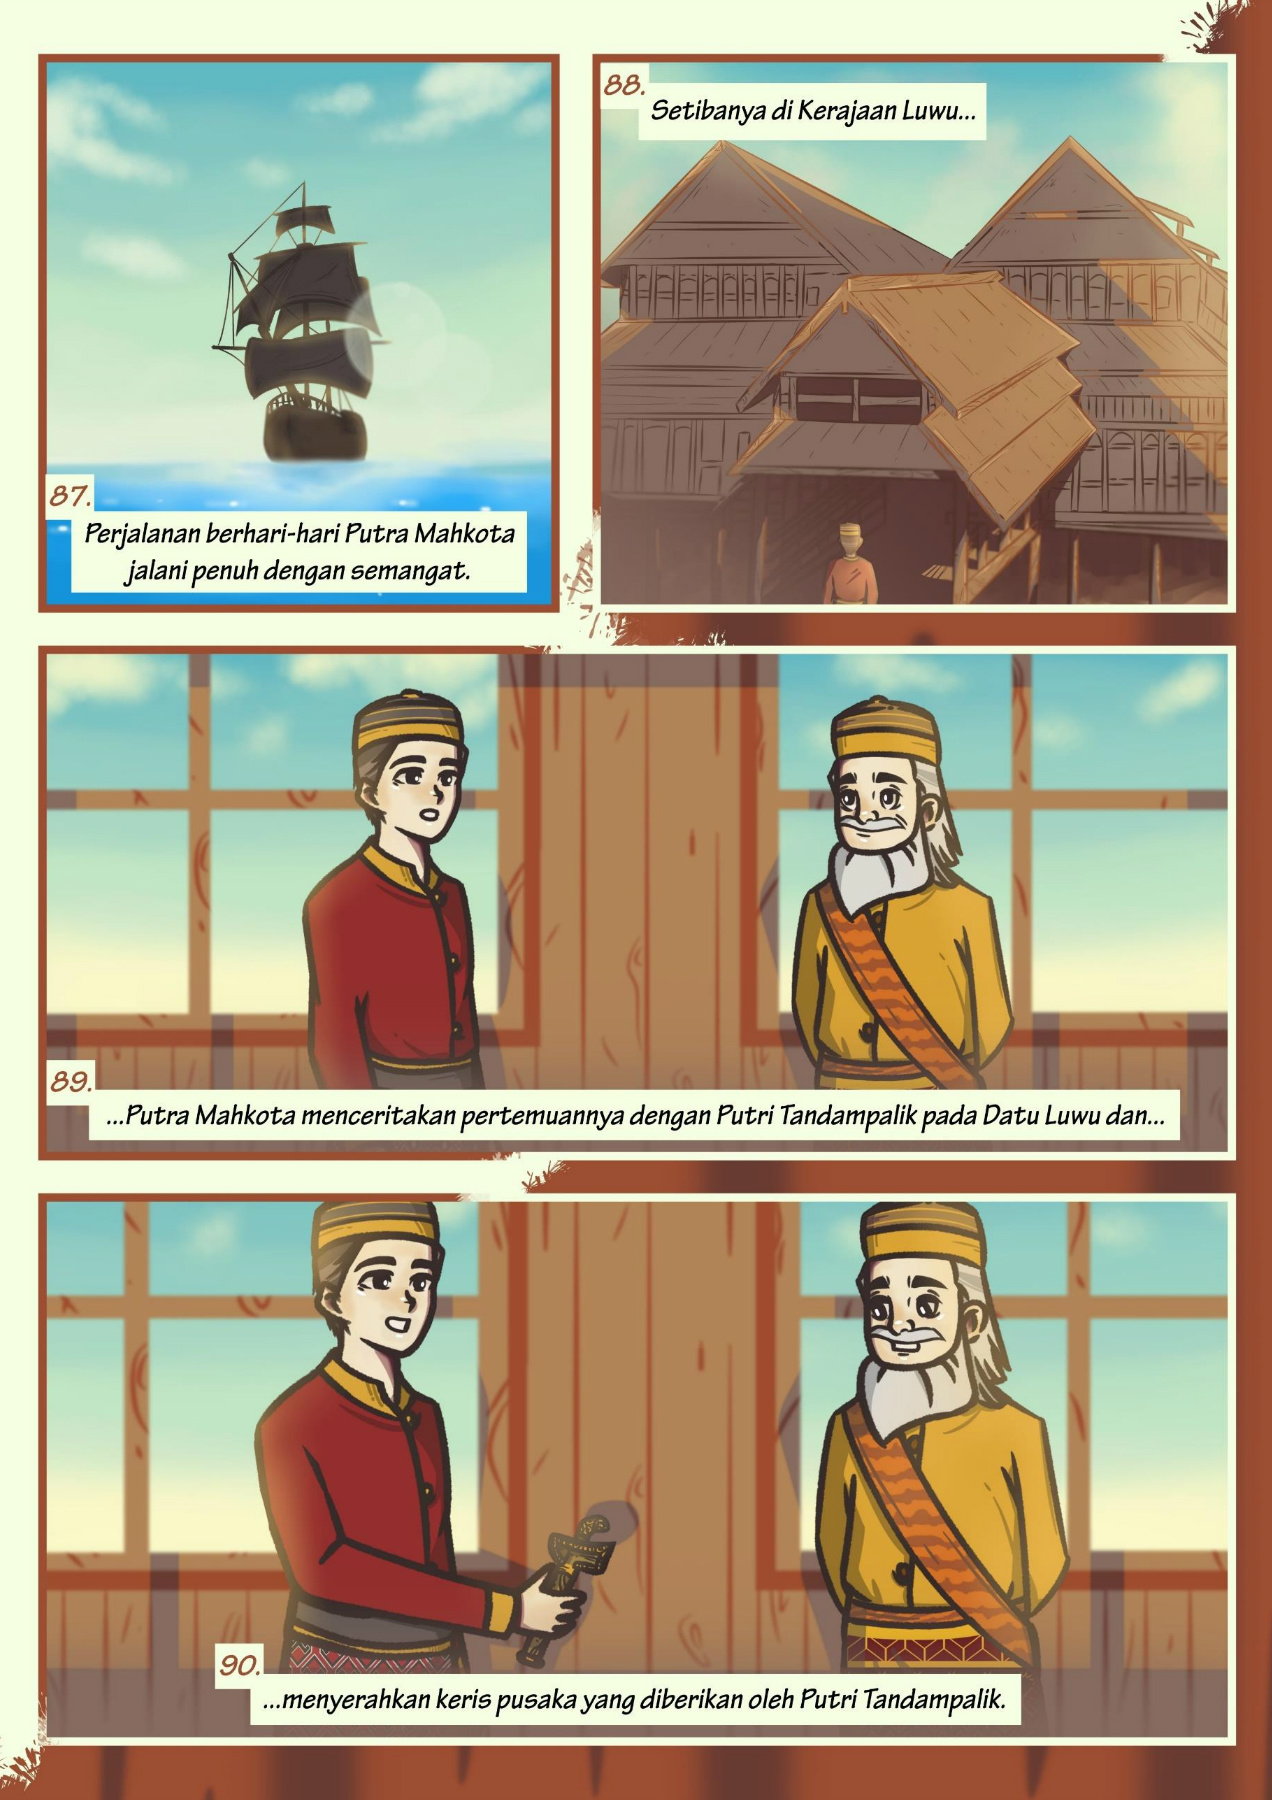 87.
Perjalanan berhari-hari Putra Mahkota
jalani penuh dengan semangat.
88.
Setibanya di Kerajaan Luwu...
89.
...Putra Mahkota menceritakan pertemuannya dengan Putri Tandampalik pada Datu Luwu dan...
90.
...menyerahkan keris pusaka yang diberikan oleh Putri Tandampalik.